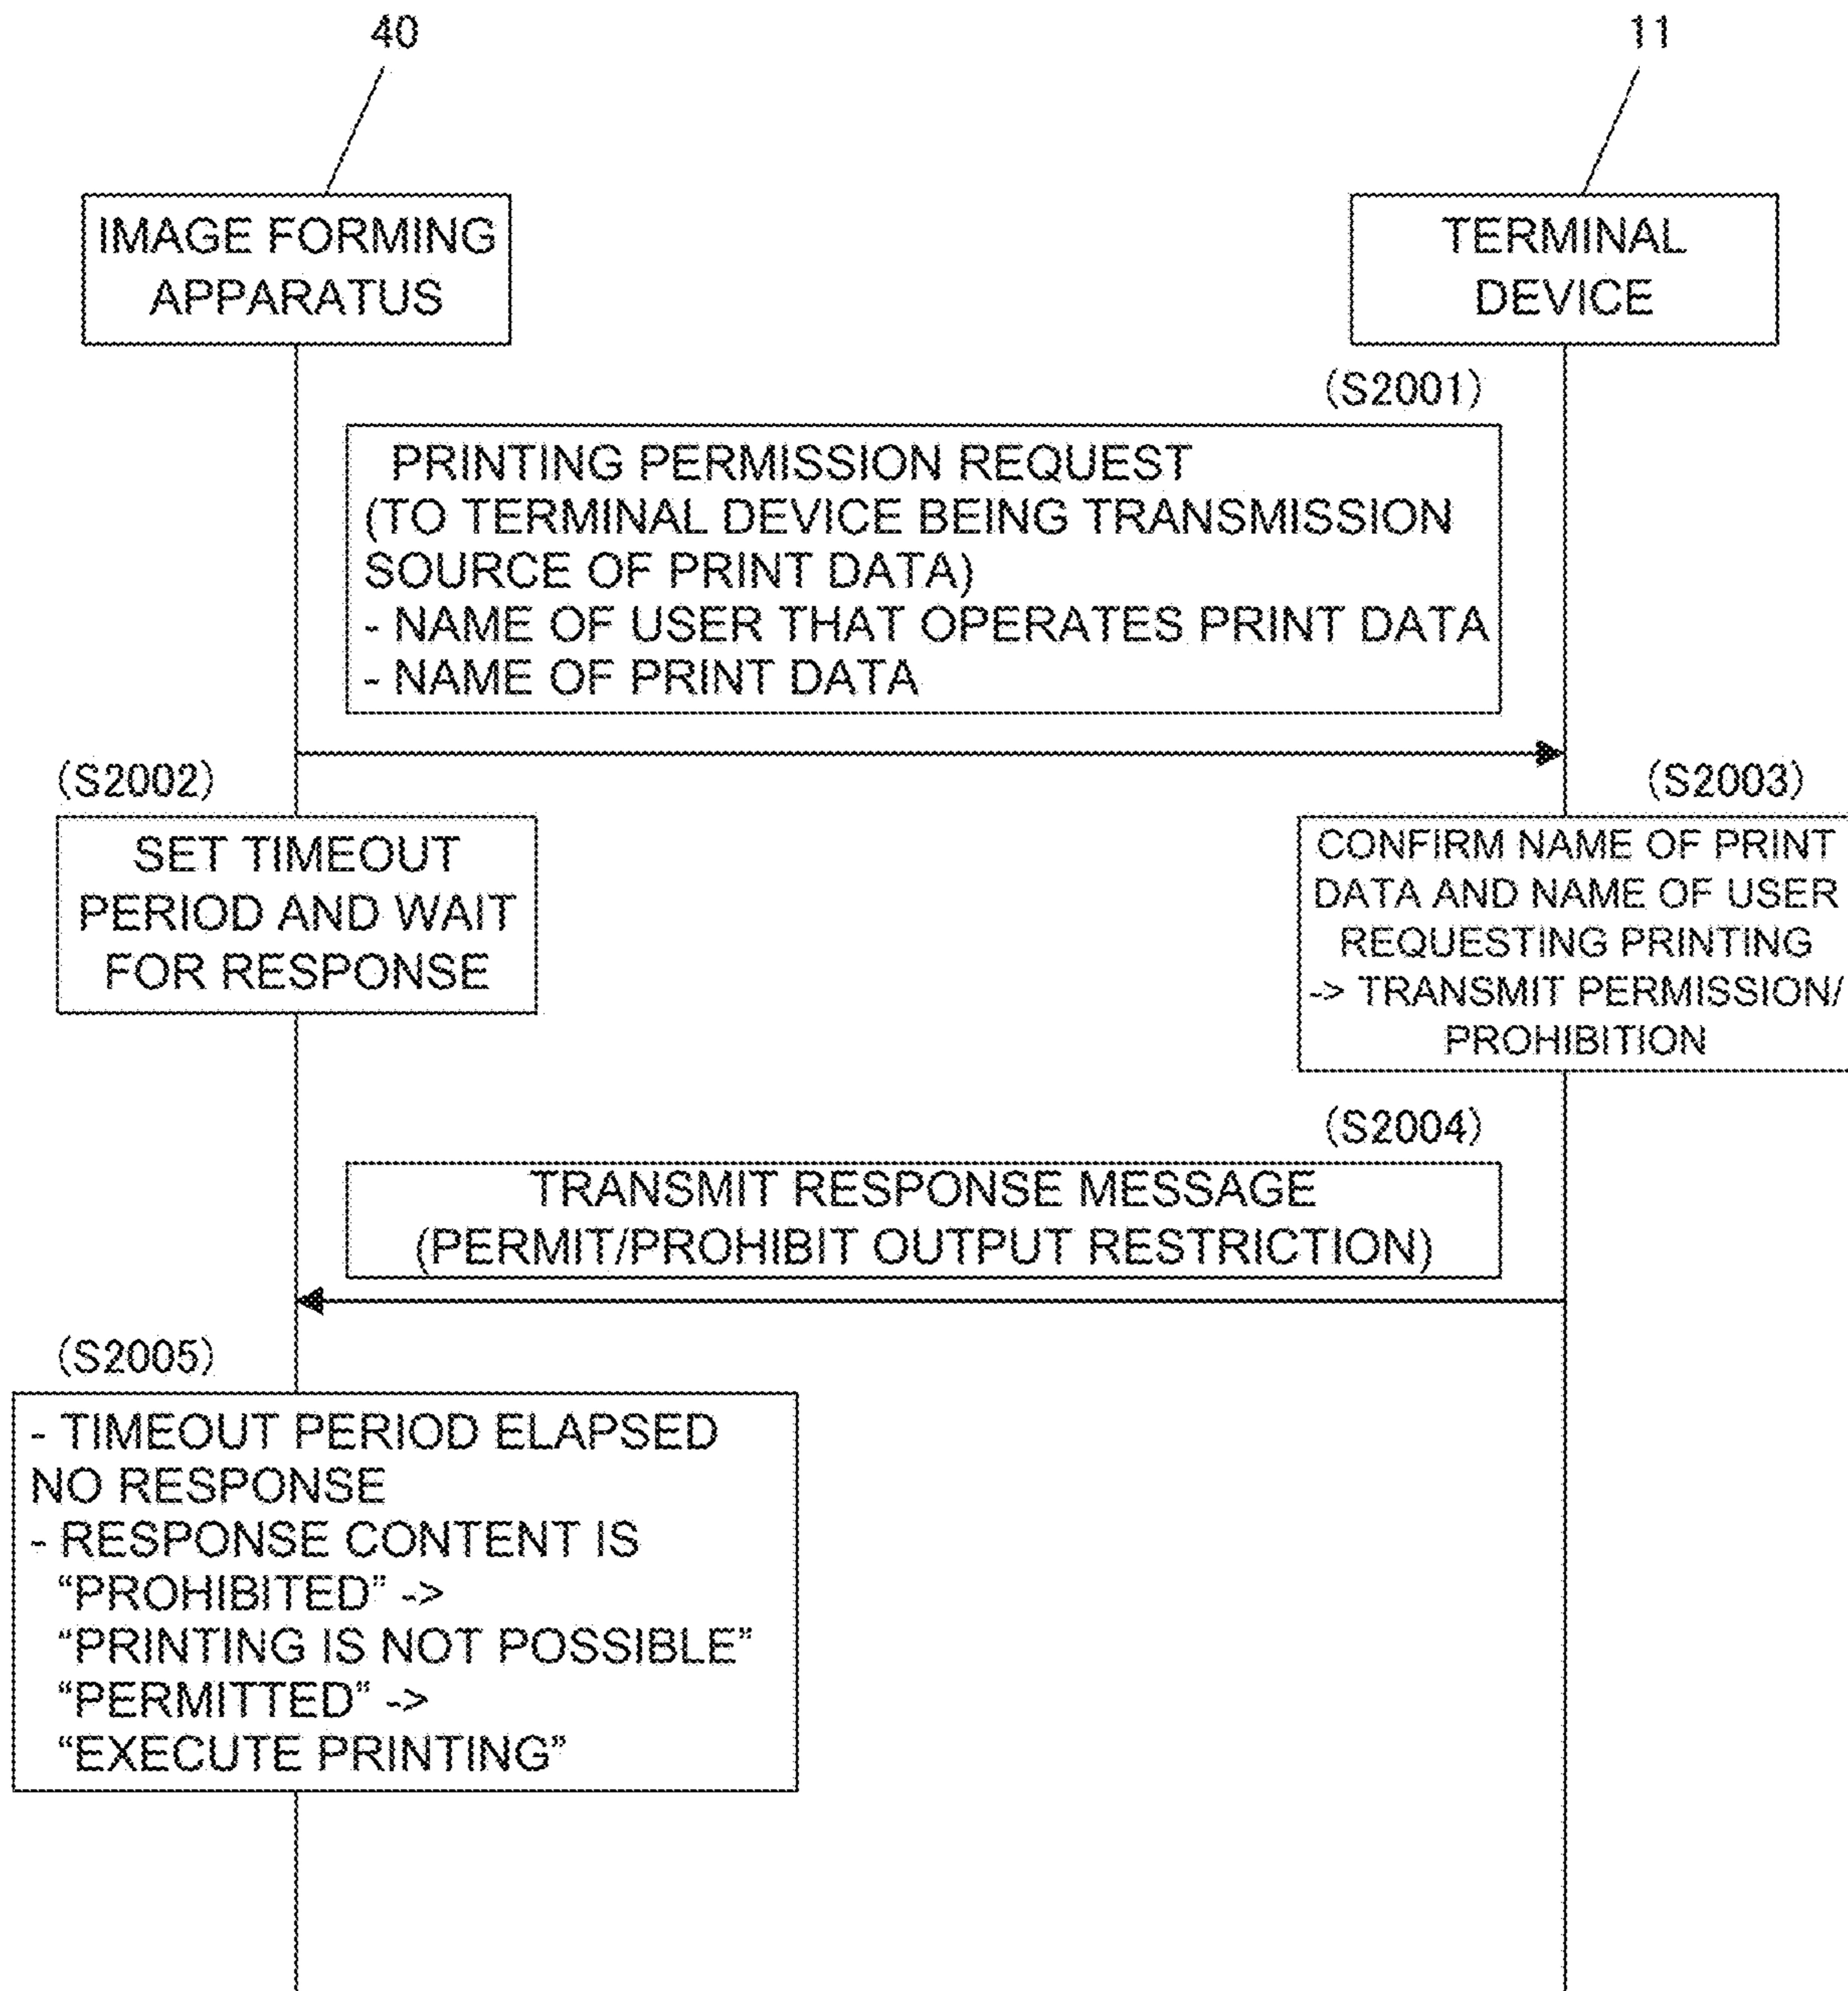 40
11
IMAGE FORMING
APPARATUS
TERMINAL
DEVICE
(S2001)
PRINTING PERMISSION REQUEST
(TO TERMINAL DEVICE BEING TRANSMISSION
SOURCE OF PRINT DATA)
- NAME OF USER THAT OPERATES PRINT DATA
- NAME OF PRINT DATA
(S2002)
SET TIMEOUT
PERIOD AND WAIT
FOR RESPONSE
(S2003)
CONFIRM NAME OF PRINT
DATA AND NAME OF USER
REQUESTING PRINTING
-> TRANSMIT PERMISSION/
PROHIBITION
(S2004)
TRANSMIT RESPONSE MESSAGE
(PERMIT/PROHIBIT OUTPUT RESTRICTION)
(S2005)
- TIMEOUT PERIOD ELAPSED
NO RESPONSE
- RESPONSE CONTENT IS
“PROHIBITED” ->
“PRINTING IS NOT POSSIBLE”
“PERMITTED” ->
“EXECUTE PRINTING”